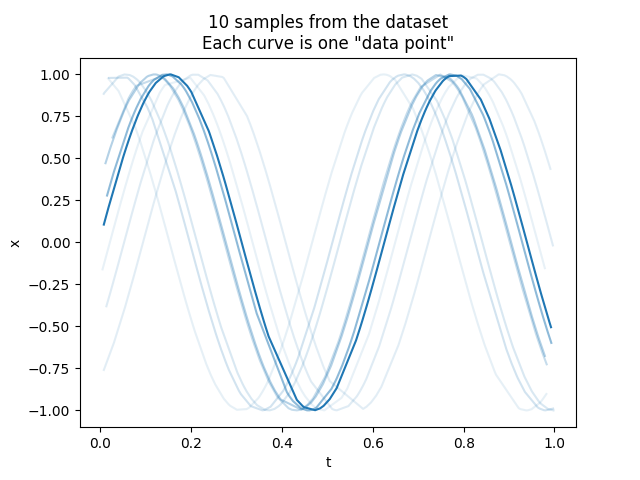 10 samples from the dataset
Each curve is one "data point"
1.00
0.75
0.50
0.25
0.00
−0.25
−0.50
−0.75
−1.00
x
0.0 0.2 0.4 0.6 0.8 1.0
t